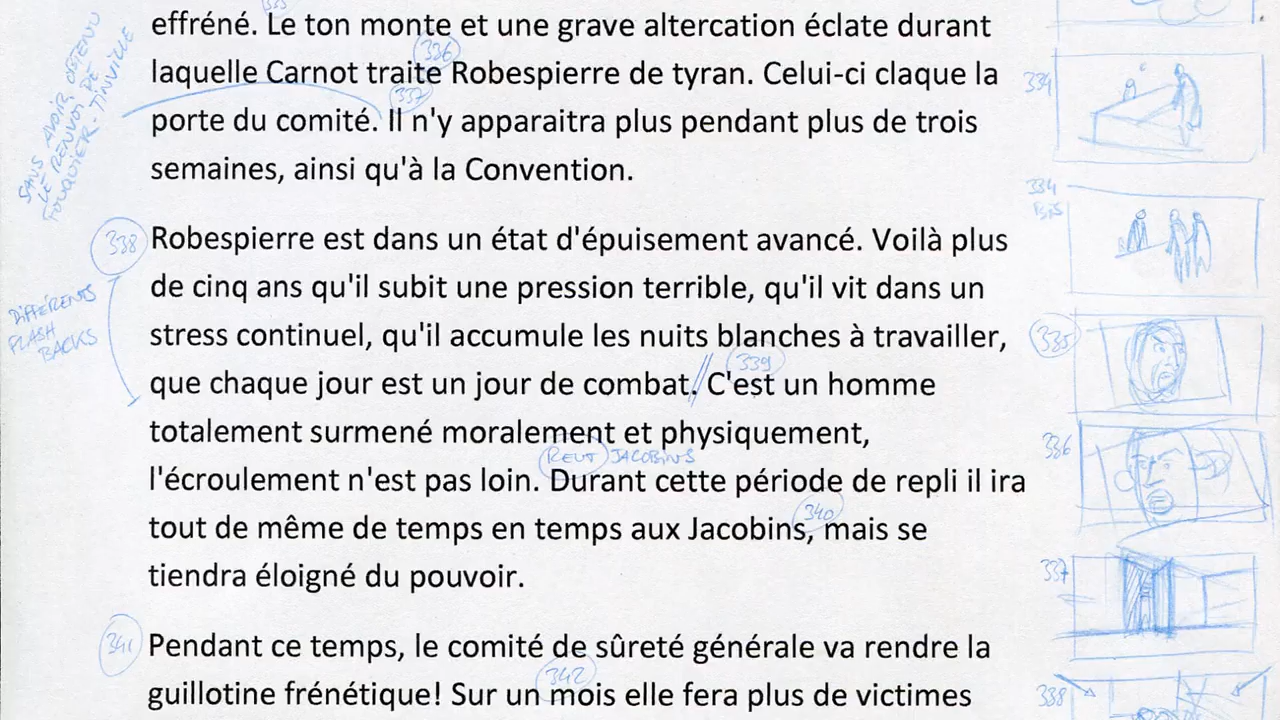 effréné. Le ton monte et une grave altercation éclate durant
laquelle Carnot traite Robespierre de tyran. Celui-ci claque la
porte du comité. Il n'y apparaitra plus pendant plus de trois
semaines, ainsi qu'à la Convention.
Robespierre est dans un état d'épuisement avancé. Voilà plus
de cinq ans qu'il subit une pression terrible, qu'il vit dans un
stress continuel, qu'il accumule les nuits blanches à travailler,
que chaque jour est un jour de combat. C'est un homme
totalement surmené moralement et physiquement,
l'écroulement n'est pas loin. Durant cette période de repli il ira
tout de même de temps en temps aux Jacobins, mais se
tiendra éloigné du pouvoir.
Pendant ce temps, le comité de sûreté générale va rendre la
guillotine frénétique! Sur un mois elle fera plus de victimes
335
336
337
SANS AVOIR OBTENU
LE RENVOI DE
FOUQUIER-TINVILLE
338
DIFFÉRENTS
FLASH
BACKS
339
REUT JACOBINS
340
341
342
334
334
BIS
335
336
337
338